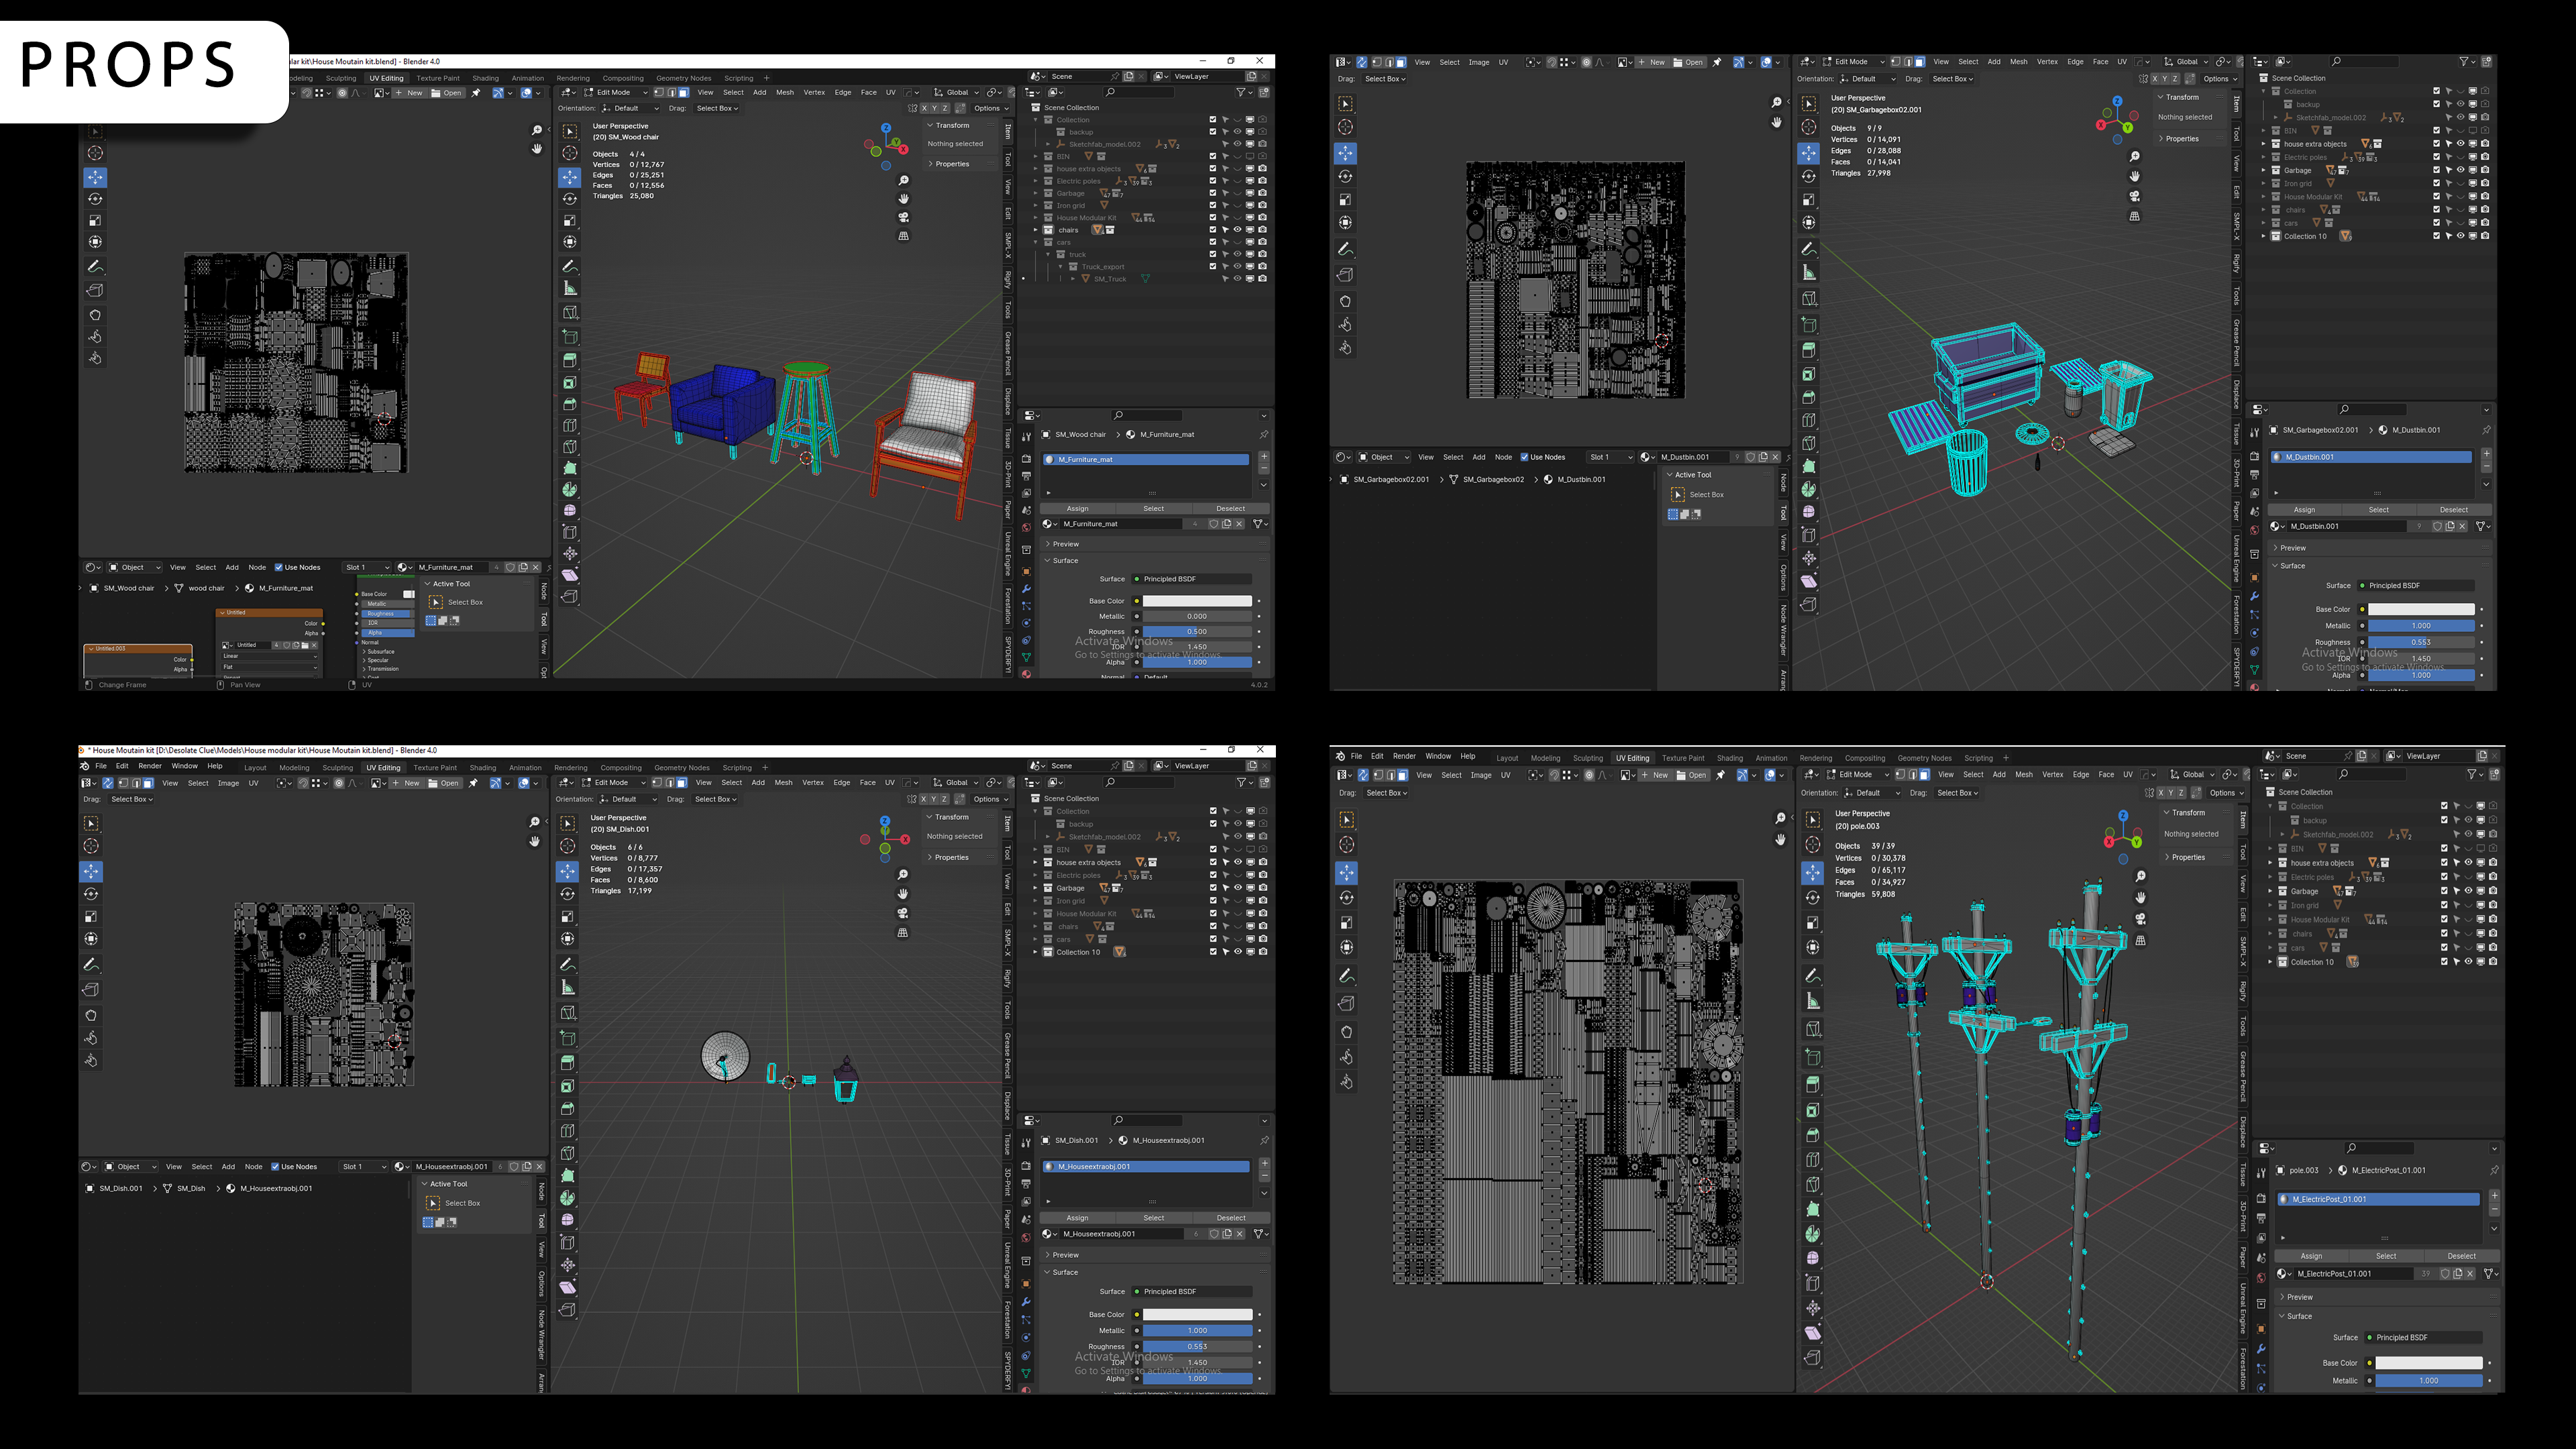 PROPS
alar kit\House Moutain kit.blend] - Blender 4.0
Sculpting UV Editing Texture Paint Shading Animation Rendering Compositing Geometry Nodes Scripting +
Scene ViewLayer
New Open
Edit Mode View Select Add Mesh Vertex Edge Face UV Global
Orientation: Default Drag: Select Box X Y Z Options
User Perspective
(20) SM_Wood chair
Objects 4 / 4
Vertices 0 / 12,767
Edges 0 / 25,251
Faces 0 / 12,556
Triangles 25,080
Transform
Nothing selected
Properties
Scene Collection
Collection
backup
Sketchfab_model.002
BIN
house extra objects
Electric poles
Garbage
Iron grid
House Modular Kit
chairs
cars
truck
Truck_export
SM_Truck
SM_Wood chair > M_Furniture_mat
M_Furniture_mat
Assign Select Deselect
M_Furniture_mat 4
Preview
Surface
Surface Principled BSDF
Base Color
Metallic 0.000
Roughness 0.500
IOR 1.450
Alpha 1.000
Normal Default
Activate Windows
Go to Settings to activate Windows.
Object View Select Add Node Use Nodes Slot 1 M_Furniture_mat 4
SM_Wood chair > wood chair > M_Furniture_mat
Active Tool
Select Box
Untitled
Color
Alpha
Untitled
Linear
Flat
Untitled.003
Color
Alpha
Base Color
Metallic
Roughness
IOR
Alpha
Normal
Subsurface
Specular
Transmission
Change Frame Pan View UV 4.0.2
View Select Image UV New Open
Drag: Select Box
Edit Mode View Select Add Mesh Vertex Edge Face UV Global
Orientation: Default Drag: Select Box X Y Z Options
User Perspective
(20) SM_Garbagebox02.001
Objects 9 / 9
Vertices 0 / 14,091
Edges 0 / 28,088
Faces 0 / 14,041
Triangles 27,998
Transform
Nothing selected
Properties
Scene Collection
Collection
backup
Sketchfab_model.002
BIN
house extra objects
Electric poles
Garbage
Iron grid
House Modular Kit
chairs
cars
Collection 10
Object View Select Add Node Use Nodes Slot 1 M_Dustbin.001 9
SM_Garbagebox02.001 > SM_Garbagebox02 > M_Dustbin.001
Active Tool
Select Box
SM_Garbagebox02.001 > M_Dustbin.001
M_Dustbin.001
Assign Select Deselect
M_Dustbin.001 9
Preview
Surface
Surface Principled BSDF
Base Color
Metallic 1.000
Roughness 0.553
IOR 1.450
Alpha 1.000
Activate Windows
Go to Settings to activate Windows.
* House Moutain kit [D:\Desolate Clue\Models\House modular kit\House Moutain kit.blend] - Blender 4.0
File Edit Render Window Help Layout Modeling Sculpting UV Editing Texture Paint Shading Animation Rendering Compositing Geometry Nodes Scripting +
Scene ViewLayer
View Select Image UV New Open
Drag: Select Box
Edit Mode View Select Add Mesh Vertex Edge Face UV Global
Orientation: Default Drag: Select Box X Y Z Options
User Perspective
(20) SM_Dish.001
Objects 6 / 6
Vertices 0 / 8,777
Edges 0 / 17,357
Faces 0 / 8,600
Triangles 17,199
Transform
Nothing selected
Properties
Scene Collection
Collection
backup
Sketchfab_model.002
BIN
house extra objects
Electric poles
Garbage
Iron grid
House Modular Kit
chairs
cars
Collection 10
Object View Select Add Node Use Nodes Slot 1 M_Houseextraobj.001 6
SM_Dish.001 > SM_Dish > M_Houseextraobj.001
Active Tool
Select Box
SM_Dish.001 > M_Houseextraobj.001
M_Houseextraobj.001
Assign Select Deselect
M_Houseextraobj.001 6
Preview
Surface
Surface Principled BSDF
Base Color
Metallic 1.000
Roughness 0.553
IOR 1.450
Alpha 1.000
Activate Windows
Go to Settings to activate Windows.
File Edit Render Window Help Layout Modeling Sculpting UV Editing Texture Paint Shading Animation Rendering Compositing Geometry Nodes Scripting +
Scene ViewLayer
View Select Image UV New Open
Drag: Select Box
Edit Mode View Select Add Mesh Vertex Edge Face UV Global
Orientation: Default Drag: Select Box X Y Z Options
User Perspective
(20) pole.003
Objects 39 / 39
Vertices 0 / 30,378
Edges 0 / 65,117
Faces 0 / 34,927
Triangles 59,808
Transform
Nothing selected
Properties
Scene Collection
Collection
backup
Sketchfab_model.002
BIN
house extra objects
Electric poles
Garbage
Iron grid
House Modular Kit
chairs
cars
Collection 10
pole.003 > M_ElectricPost_01.001
M_ElectricPost_01.001
Assign Select Deselect
M_ElectricPost_01.001 39
Preview
Surface
Surface Principled BSDF
Base Color
Metallic 1.000